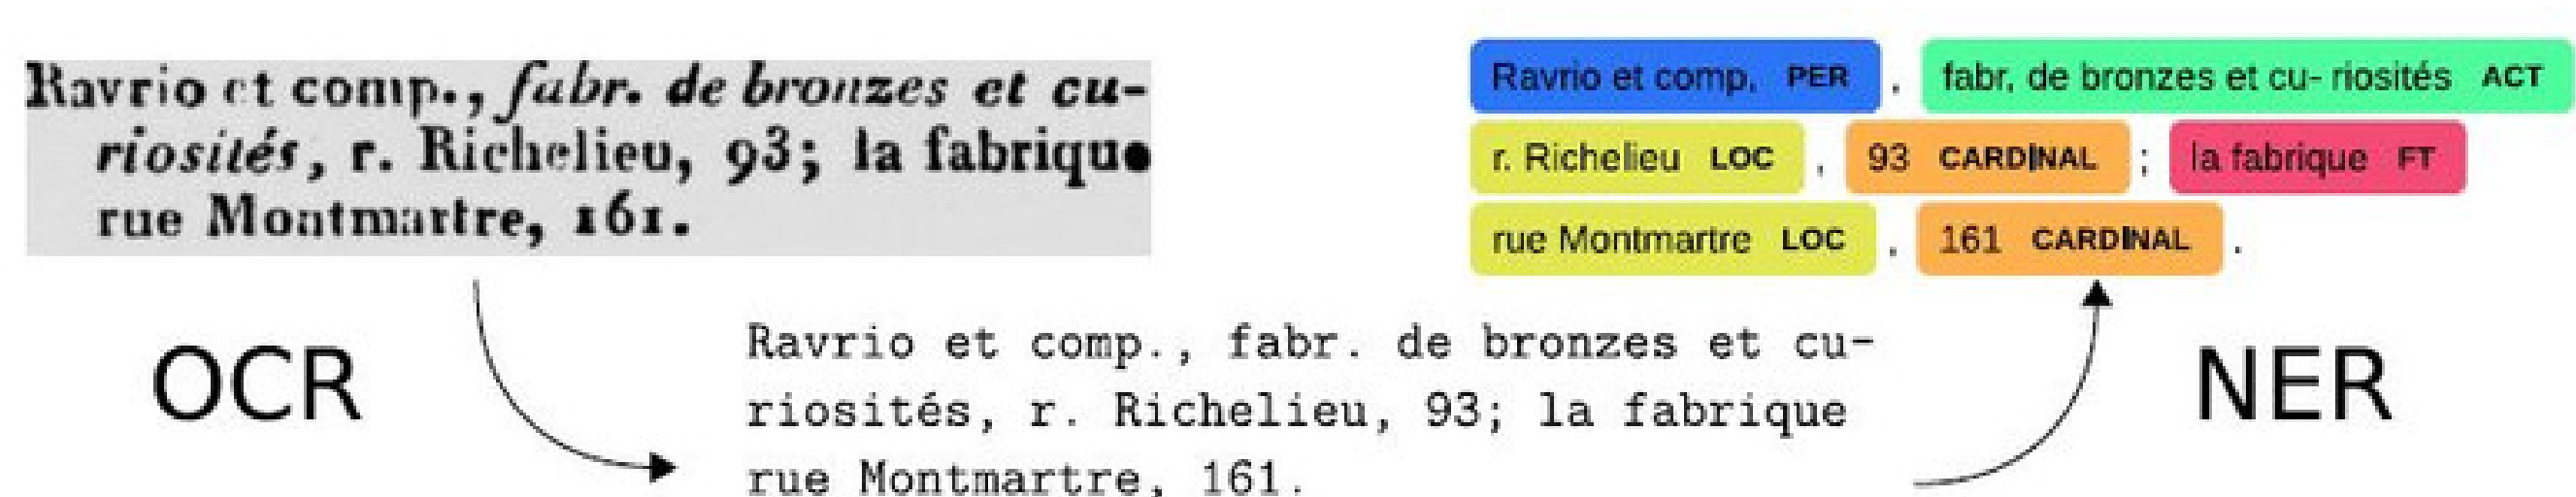 Ravrio et comp., fabr. de bronzes et cu-
riosités, r. Richelieu, 93; la fabrique
rue Montmartre, 161.
OCR
Ravrio et comp., fabr. de bronzes et cu-
riosités, r. Richelieu, 93; la fabrique
rue Montmartre, 161.
Ravrio et comp, PER , fabr, de bronzes et cu- riosités ACT
r. Richelieu LOC , 93 CARDINAL ; la fabrique FT
rue Montmartre LOC , 161 CARDINAL .
NER